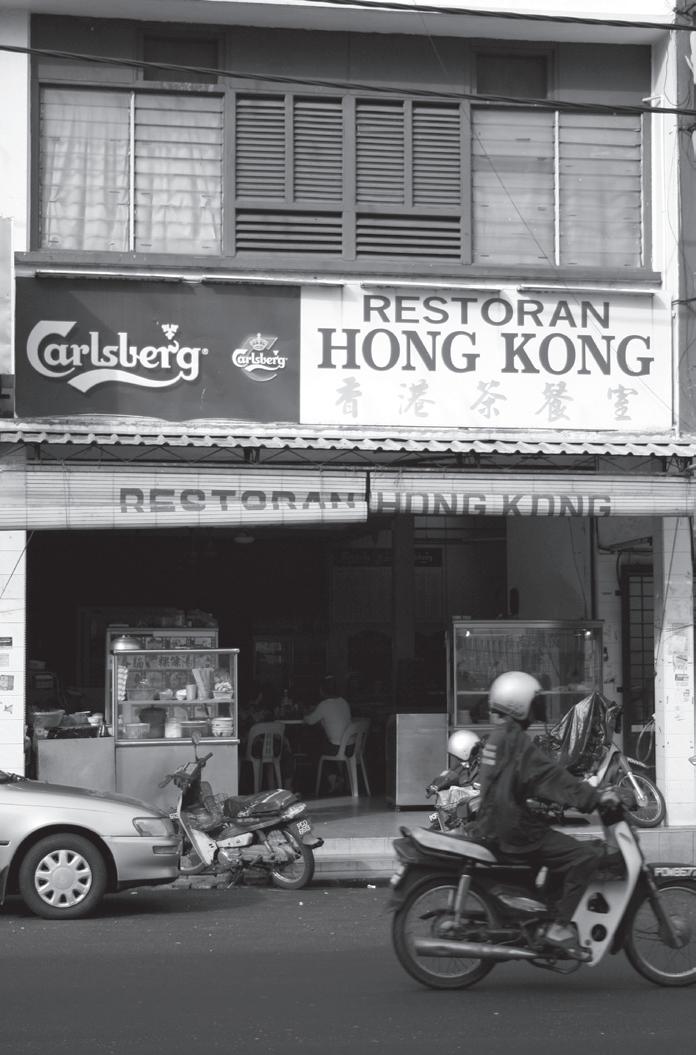 Carlsberg®
Carlsberg®
RESTORAN
HONG KONG
香港茶餐室
RESTORAN HONG KONG